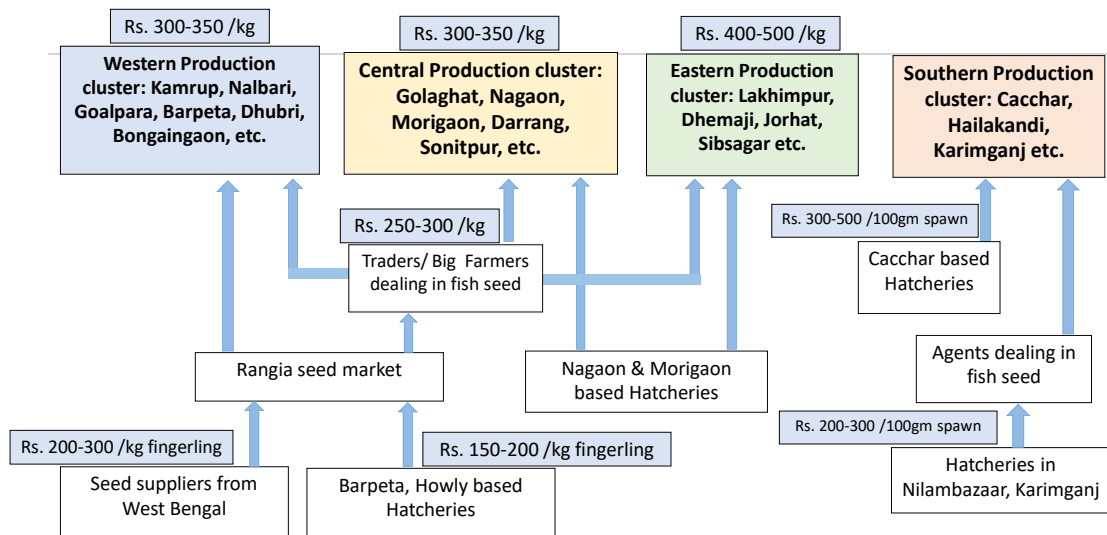 Rs. 300-350 /kg
Rs. 300-350 /kg
Rs. 400-500 /kg
Western Production
cluster: Kamrup, Nalbari,
Goalpara, Barpeta, Dhubri,
Bongaingaon, etc.
Central Production cluster:
Golaghat, Nagaon,
Morigaon, Darrang,
Sonitpur, etc.
Eastern Production
cluster: Lakhimpur,
Dhemaji, Jorhat,
Sibsagar etc.
Southern Production
cluster: Cacchar,
Hailakandi,
Karimganj etc.
Rs. 250-300 /kg
Traders/ Big Farmers
dealing in fish seed
Rs. 300-500 /100gm spawn
Cacchar based
Hatcheries
Rangia seed market
Nagaon & Morigaon
based Hatcheries
Agents dealing in
fish seed
Rs. 200-300 /kg fingerling
Rs. 150-200 /kg fingerling
Rs. 200-300 /100gm spawn
Seed suppliers from
West Bengal
Barpeta, Howly based
Hatcheries
Hatcheries in
Nilambazaar, Karimganj